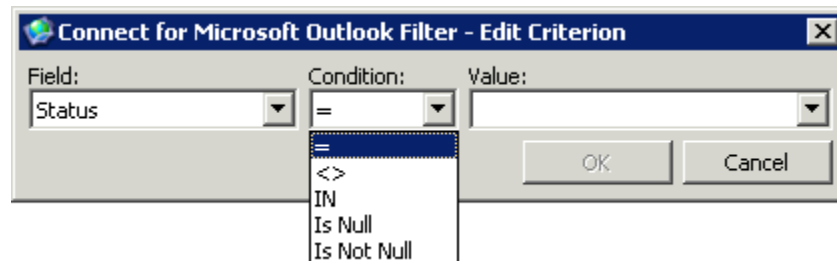 Connect for Microsoft Outlook Filter - Edit Criterion
Field: Condition: Value:
Status =
=
<>
IN
Is Null
Is Not Null
OK Cancel